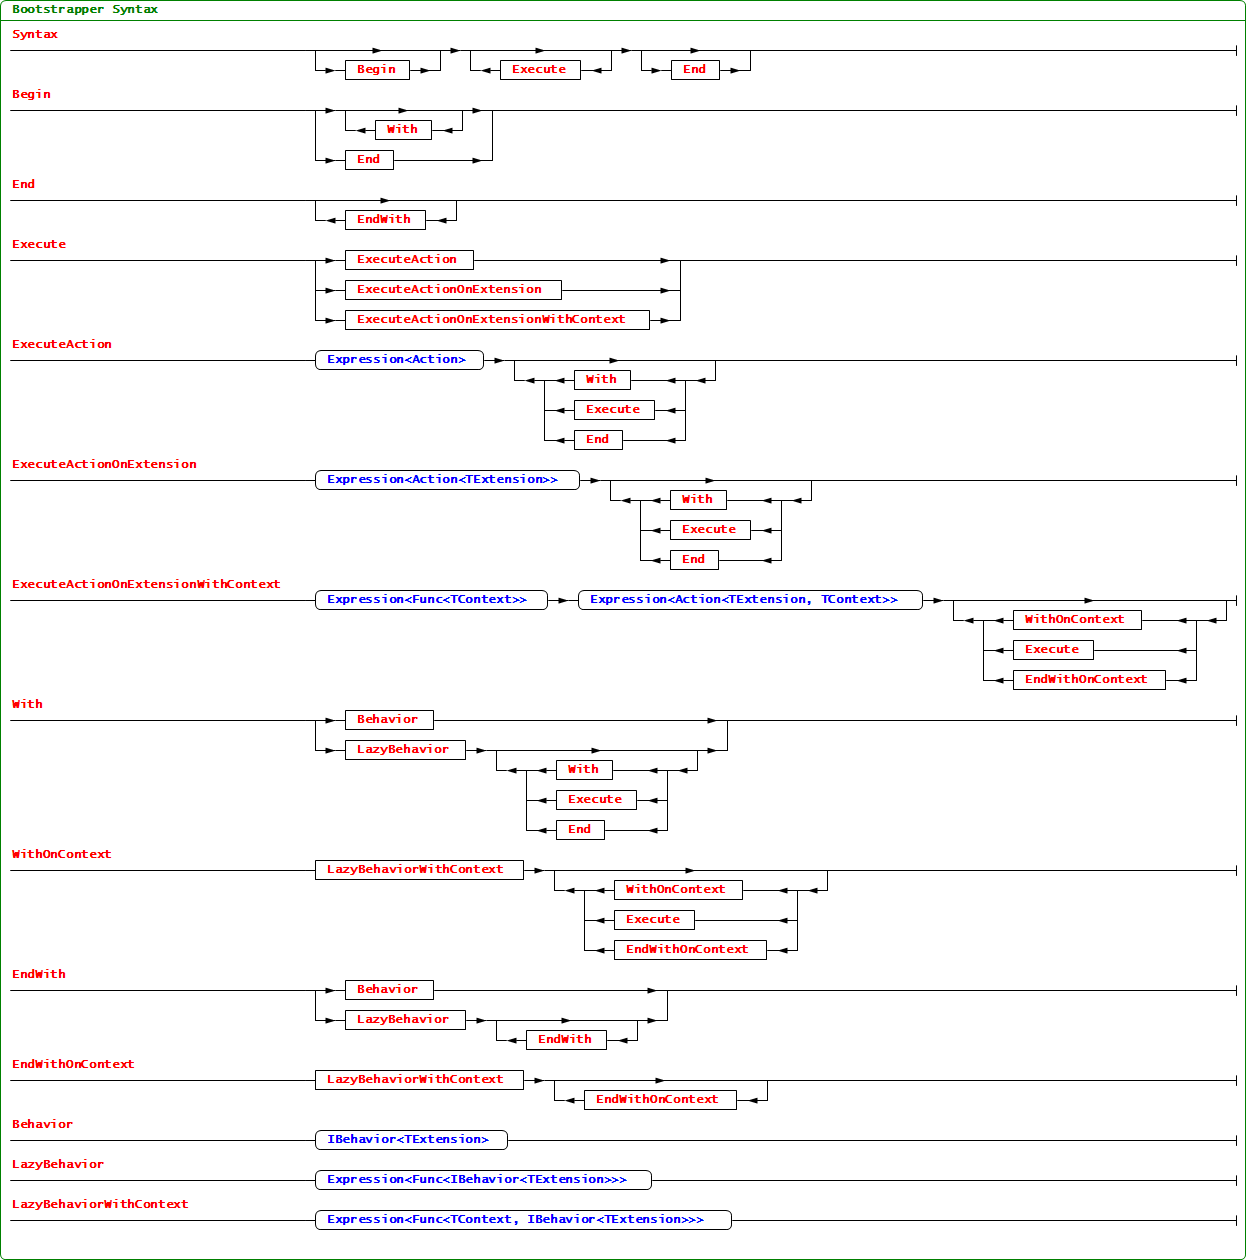 Bootstrapper Syntax
Syntax
Begin Execute End
Begin
With
End
End
EndWith
Execute
ExecuteAction
ExecuteActionOnExtension
ExecuteActionOnExtensionWithContext
ExecuteAction
Expression<Action>
With
Execute
End
ExecuteActionOnExtension
Expression<Action<TExtension>>
With
Execute
End
ExecuteActionOnExtensionWithContext
Expression<Func<TContext>> Expression<Action<TExtension, TContext>>
WithOnContext
Execute
EndWithOnContext
With
Behavior
LazyBehavior
With
Execute
End
WithOnContext
LazyBehaviorWithContext
WithOnContext
Execute
EndWithOnContext
EndWith
Behavior
LazyBehavior
EndWith
EndWithOnContext
LazyBehaviorWithContext
EndWithOnContext
Behavior
IBehavior<TExtension>
LazyBehavior
Expression<Func<IBehavior<TExtension>>>
LazyBehaviorWithContext
Expression<Func<TContext, IBehavior<TExtension>>>